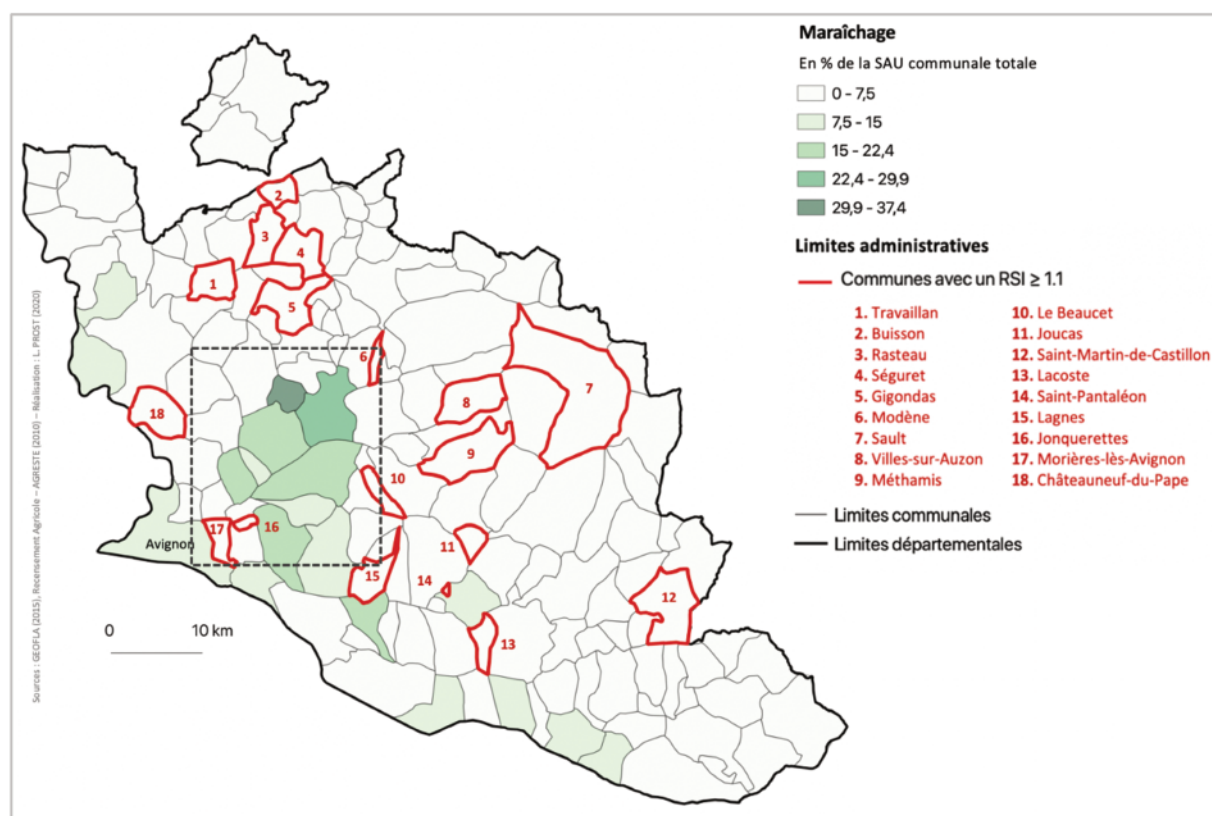 Maraîchage
En % de la SAU communale totale
0 - 7,5
7,5 - 15
15 - 22,4
22,4 - 29,9
29,9 - 37,4
Limites administratives
Communes avec un RSI ≥ 1.1
1. Travaillan
2. Buisson
3. Rasteau
4. Séguret
5. Gigondas
6. Modène
7. Sault
8. Villes-sur-Auzon
9. Méthamis
10. Le Beaucet
11. Joucas
12. Saint-Martin-de-Castillon
13. Lacoste
14. Saint-Pantaléon
15. Lagnes
16. Jonquerettes
17. Morières-lès-Avignon
18. Châteauneuf-du-Pape
Limites communales
Limites départementales
2
3
4
1
5
6
7
18
8
9
10
17
16
Avignon
11
15
14
12
13
0 10 km
Sources : GEOFLA (2015), Recensement Agricole – AGRESTE (2010) – Réalisation : L. PROST (2020)